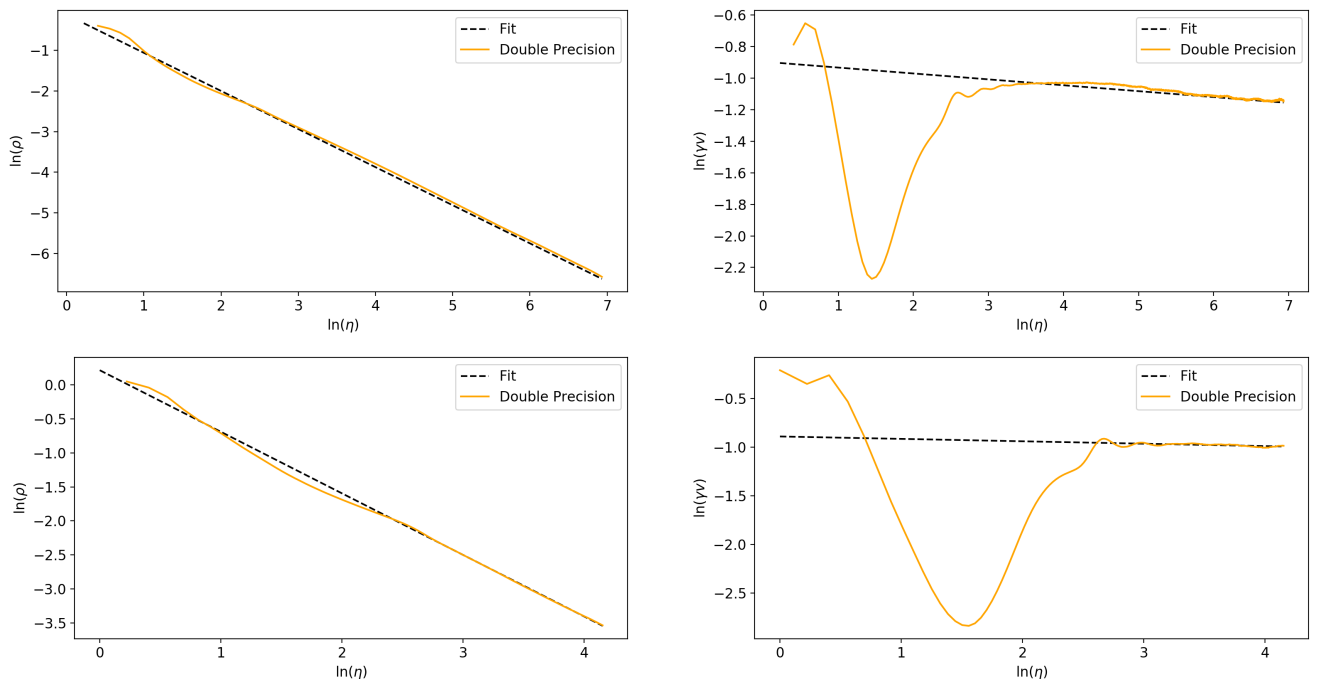 Fit
Double Precision
−1
−2
−3
−4
−5
−6
ln(ρ)
0 1 2 3 4 5 6 7
ln(η)
Fit
Double Precision
−0.6
−0.8
−1.0
−1.2
−1.4
−1.6
−1.8
−2.0
−2.2
ln(γv)
0 1 2 3 4 5 6 7
ln(η)
Fit
Double Precision
0.0
−0.5
−1.0
−1.5
−2.0
−2.5
−3.0
−3.5
ln(ρ)
0 1 2 3 4
ln(η)
Fit
Double Precision
−0.5
−1.0
−1.5
−2.0
−2.5
ln(γv)
0 1 2 3 4
ln(η)